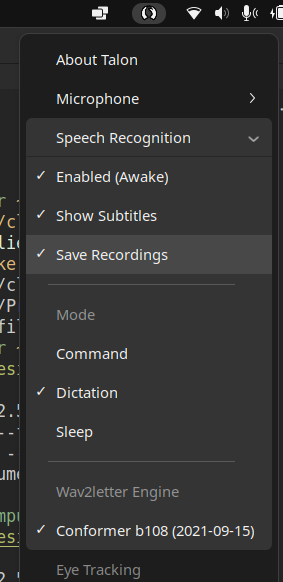 About Talon
Microphone
Speech Recognition
✓ Enabled (Awake)
✓ Show Subtitles
✓ Save Recordings
Mode
Command
✓ Dictation
Sleep
Wav2letter Engine
✓ Conformer b108 (2021-09-15)
Eye Tracking